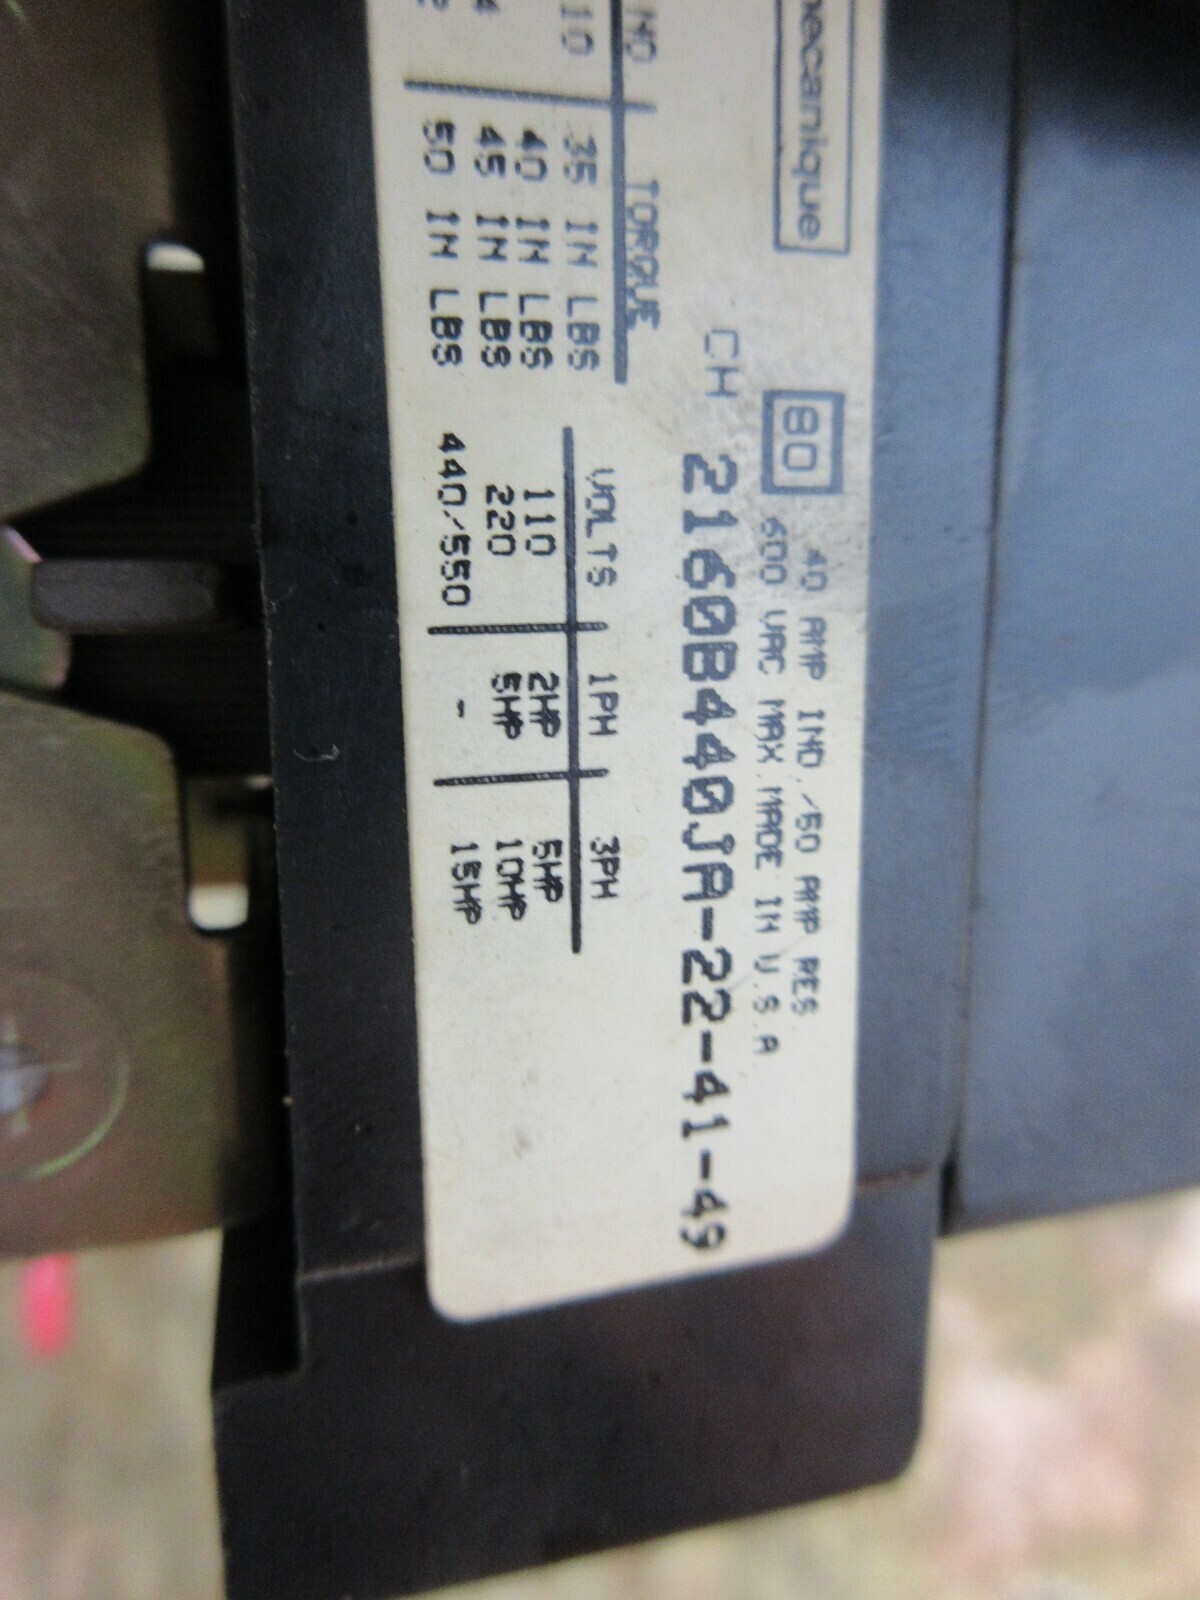 mecanique
80
40 AMP IND./50 AMP RES
600 VAC MAX.MADE IN U.S.A
CH 2160B440JA-22-41-49
NO. TORQUE
10 35 IN LBS
40 IN LBS
4 45 IN LBS
2 50 IN LBS
VOLTS 1PH 3PH
110 2HP 5HP
220 5HP 10HP
440/550 - 15HP